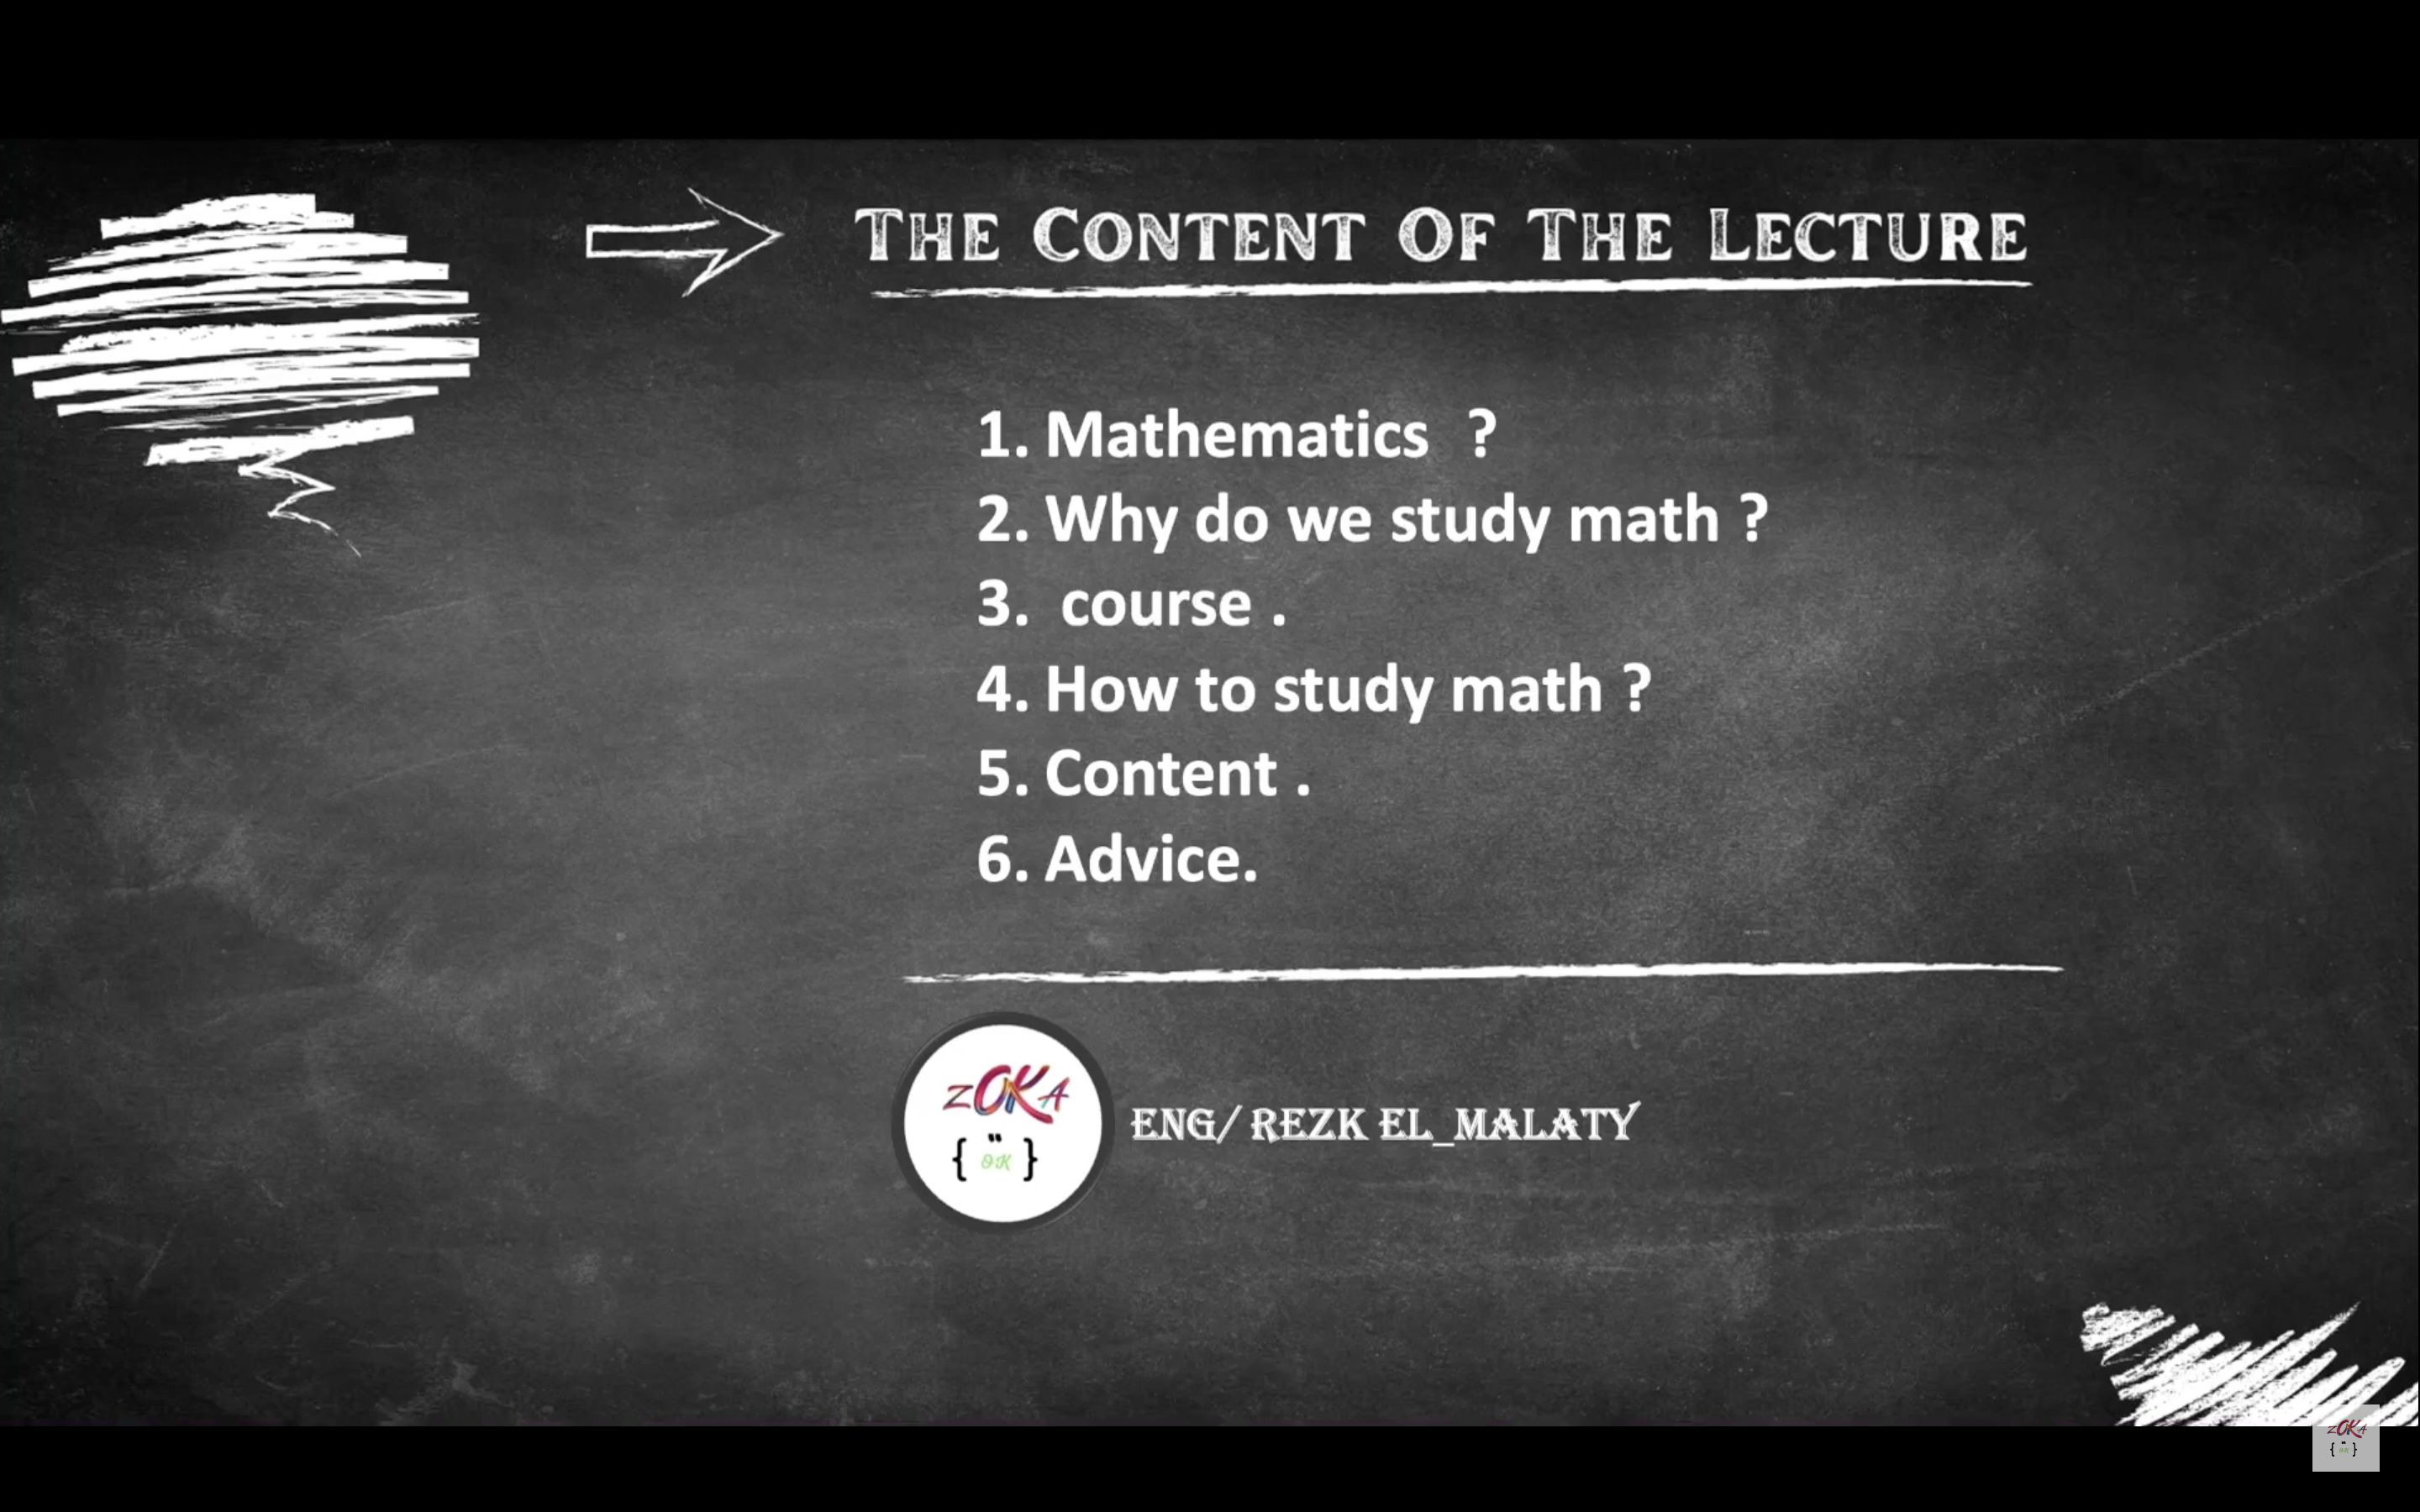 THE CONTENT OF THE LECTURE
1. Mathematics ?
2. Why do we study math ?
3. course .
4. How to study math ?
5. Content .
6. Advice.
ZOKA
{ " OK }
ENG/ REZK EL_MALATY
ZOKA
{ " OK }